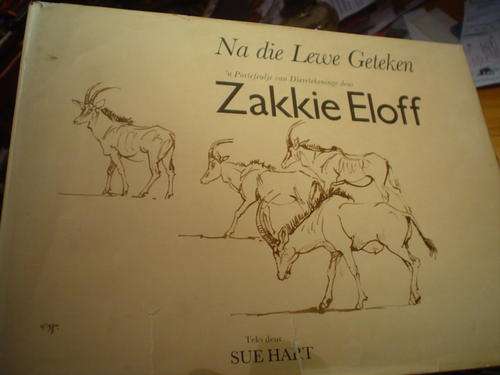 Na die Lewe Geteken
'n Portefeulje van Dieretekeninge deur
Zakkie Eloff
Teks deur
SUE HART